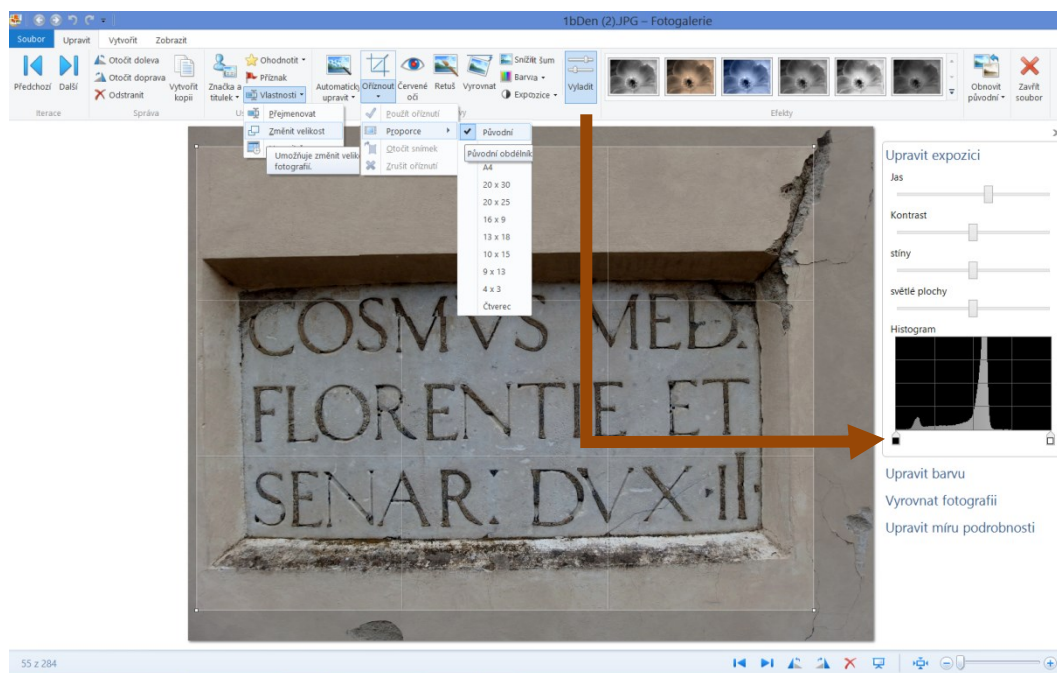 1bDen (2).JPG – Fotogalerie
Soubor Upravit Vytvořit Zobrazit
Předchozí Další
Iterace
Otočit doleva
Otočit doprava
Odstranit
Vytvořit kopii
Správa
Značka a titulek
Ohodnotit
Příznak
Vlastnosti
Automaticky upravit
Oříznout
Červené oči
Retuš
Vyrovnat
Snížit šum
Barva
Expozice
Vyladit
Efekty
Obnovit původní
Zavřít soubor
Přejmenovat
Změnit velikost
Umožňuje změnit velik
fotografií.
Použít oříznutí
Proporce
Otočit snímek
Zrušit oříznutí
Původní
Původní obdélník
A4
20 x 30
20 x 25
16 x 9
13 x 18
10 x 15
9 x 13
4 x 3
Čtverec
COSMVS MED.
FLORENTIE ET
SENAR: DVX·II·
Upravit expozici
Jas
Kontrast
stíny
světlé plochy
Histogram
Upravit barvu
Vyrovnat fotografii
Upravit míru podrobnosti
55 z 284